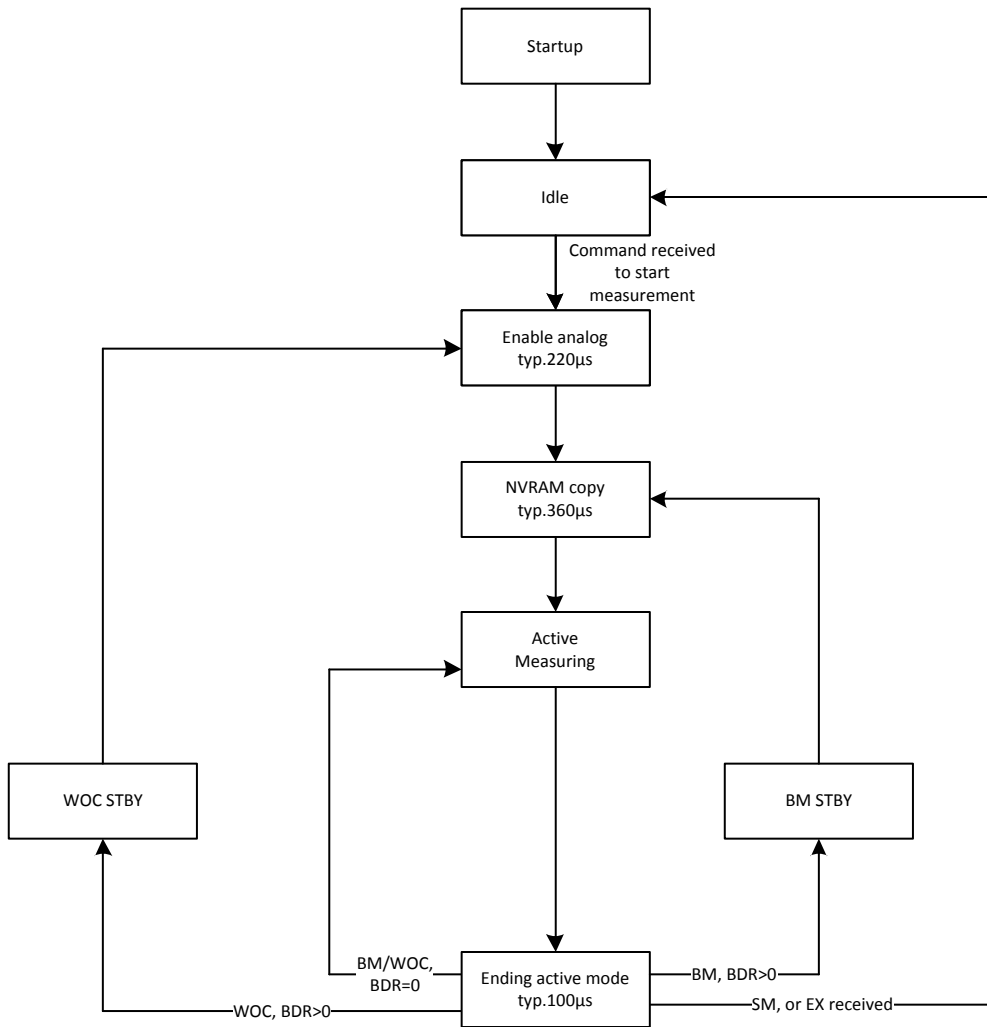 Startup
Idle
Command received
to start
measurement
Enable analog
typ.220µs
NVRAM copy
typ.360µs
Active
Measuring
WOC STBY
BM STBY
BM/WOC,
BDR=0
Ending active mode
typ.100µs
BM, BDR>0
WOC, BDR>0
SM, or EX received